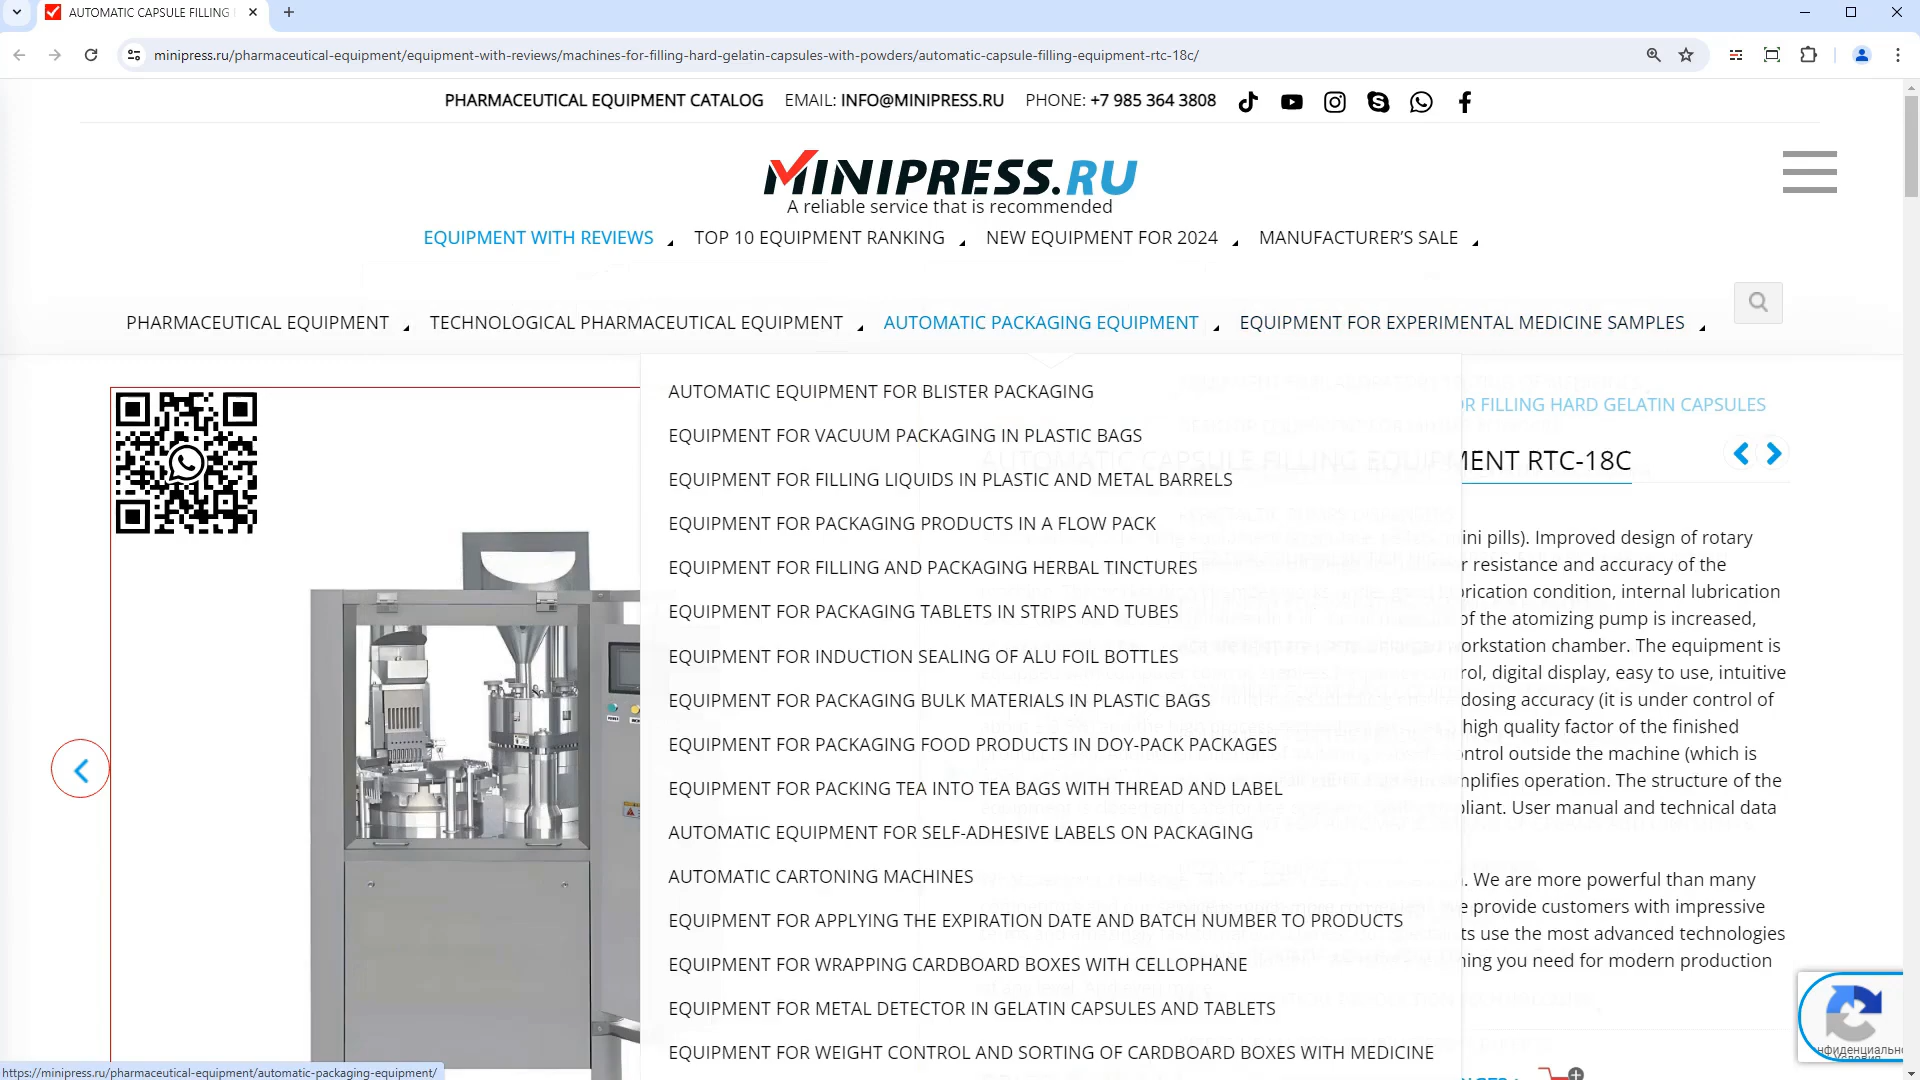 AUTOMATIC CAPSULE FILLING
minipress.ru/pharmaceutical-equipment/equipment-with-reviews/machines-for-filling-hard-gelatin-capsules-with-powders/automatic-capsule-filling-equipment-rtc-18c/
PHARMACEUTICAL EQUIPMENT CATALOG EMAIL: INFO@MINIPRESS.RU PHONE: +7 985 364 3808
MINIPRESS.RU
A reliable service that is recommended
EQUIPMENT WITH REVIEWS TOP 10 EQUIPMENT RANKING NEW EQUIPMENT FOR 2024 MANUFACTURER'S SALE
PHARMACEUTICAL EQUIPMENT TECHNOLOGICAL PHARMACEUTICAL EQUIPMENT AUTOMATIC PACKAGING EQUIPMENT EQUIPMENT FOR EXPERIMENTAL MEDICINE SAMPLES
AUTOMATIC EQUIPMENT FOR BLISTER PACKAGING
EQUIPMENT FOR VACUUM PACKAGING IN PLASTIC BAGS
EQUIPMENT FOR FILLING LIQUIDS IN PLASTIC AND METAL BARRELS
EQUIPMENT FOR PACKAGING PRODUCTS IN A FLOW PACK
EQUIPMENT FOR FILLING AND PACKAGING HERBAL TINCTURES
EQUIPMENT FOR PACKAGING TABLETS IN STRIPS AND TUBES
EQUIPMENT FOR INDUCTION SEALING OF ALU FOIL BOTTLES
EQUIPMENT FOR PACKAGING BULK MATERIALS IN PLASTIC BAGS
EQUIPMENT FOR PACKAGING FOOD PRODUCTS IN DOY-PACK PACKAGES
EQUIPMENT FOR PACKING TEA INTO TEA BAGS WITH THREAD AND LABEL
AUTOMATIC EQUIPMENT FOR SELF-ADHESIVE LABELS ON PACKAGING
AUTOMATIC CARTONING MACHINES
EQUIPMENT FOR APPLYING THE EXPIRATION DATE AND BATCH NUMBER TO PRODUCTS
EQUIPMENT FOR WRAPPING CARDBOARD BOXES WITH CELLOPHANE
EQUIPMENT FOR METAL DETECTOR IN GELATIN CAPSULES AND TABLETS
EQUIPMENT FOR WEIGHT CONTROL AND SORTING OF CARDBOARD BOXES WITH MEDICINE
R FILLING HARD GELATIN CAPSULES
AUTOMATIC CAPSULE FILLING EQUIPMENT RTC-18C
ini pills). Improved design of rotary
r resistance and accuracy of the
rication condition, internal lubrication
of the atomizing pump is increased,
orkstation chamber. The equipment is
rol, digital display, easy to use, intuitive
dosing accuracy (it is under control of
high quality factor of the finished
ontrol outside the machine (which is
mplifies operation. The structure of the
pliant. User manual and technical data
. We are more powerful than many
e provide customers with impressive
ts use the most advanced technologies
hing you need for modern production
нфиденциальнс
Условия
https://minipress.ru/pharmaceutical-equipment/automatic-packaging-equipment/